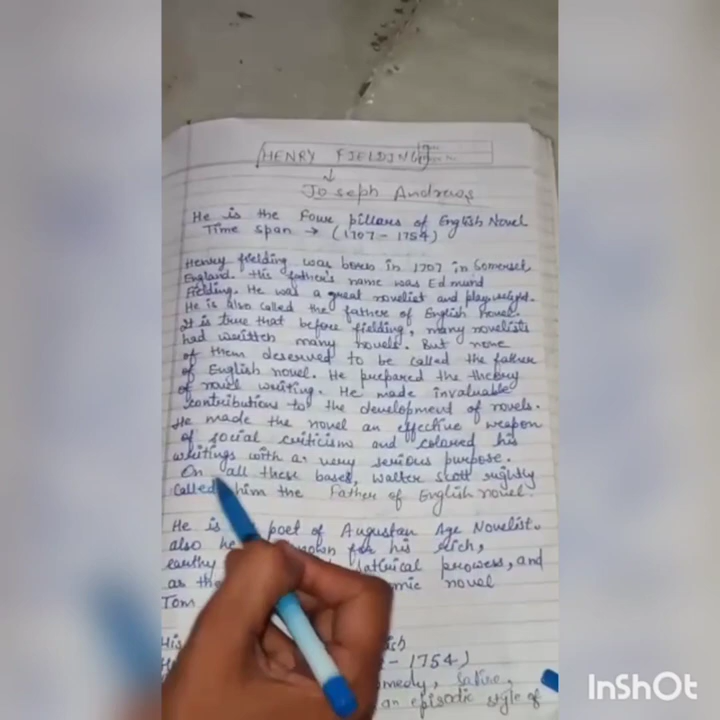 HENRY FIELDING
↓
Joseph Andrews
He is the Four pillars of English Novel
Time span → (1707 - 1754)
Henry fielding was born in 1707 in Somerset
England. His father's name was Edmund
Fielding. He was a great novelist and playwright.
He is also called the father of English Novel.
It is true that before fielding, many novelists
had written many novels. But none
of them deserved to be called the father
of English novel. He prepared the theory
of novel writing. He made invaluable
contributions to the development of novels.
He made the novel an effective weapon
of social criticism and colored his
writings with a very serious purpose.
On all these bases, Walter Scott rightly
called him the Father of English novel.
He is poet of Augustan Age Novelist.
also he known for his rich,
earthy satirical prowess, and
as the comic novel
Tom
His
- 1754)
comedy, Satire,
an episodic style of
InShOt